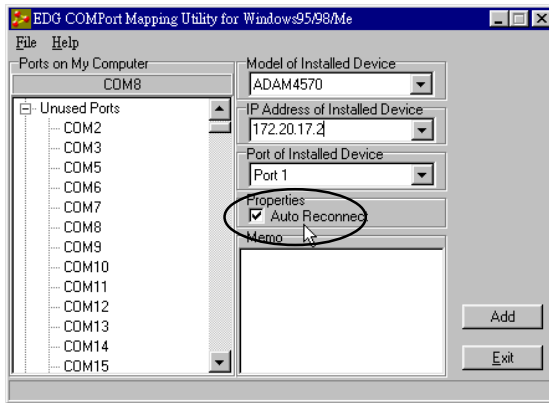 EDG COMPort Mapping Utility for Windows95/98/Me
File Help
Ports on My Computer
COM8
Unused Ports
COM2
COM3
COM5
COM6
COM7
COM8
COM9
COM10
COM11
COM12
COM13
COM14
COM15
Model of Installed Device
ADAM4570
IP Address of Installed Device
172.20.17.2
Port of Installed Device
Port 1
Properties
Auto Reconnect
Memo
Add
Exit